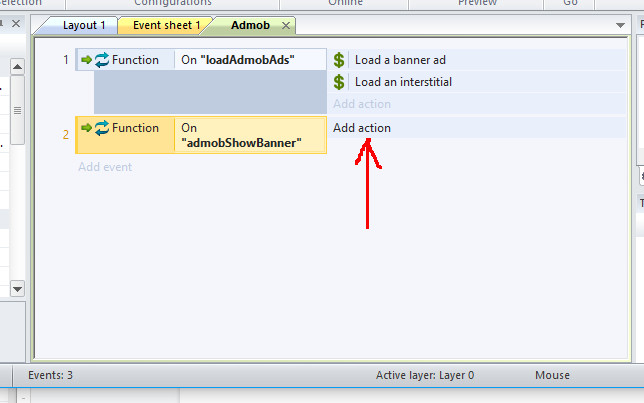 Configurations
Online
Preview
Go
Layout 1
Event sheet 1
Admob
1
Function
On "loadAdmobAds"
Load a banner ad
Load an interstitial
Add action
2
Function
On
"admobShowBanner"
Add action
Add event
Events: 3
Active layer: Layer 0
Mouse